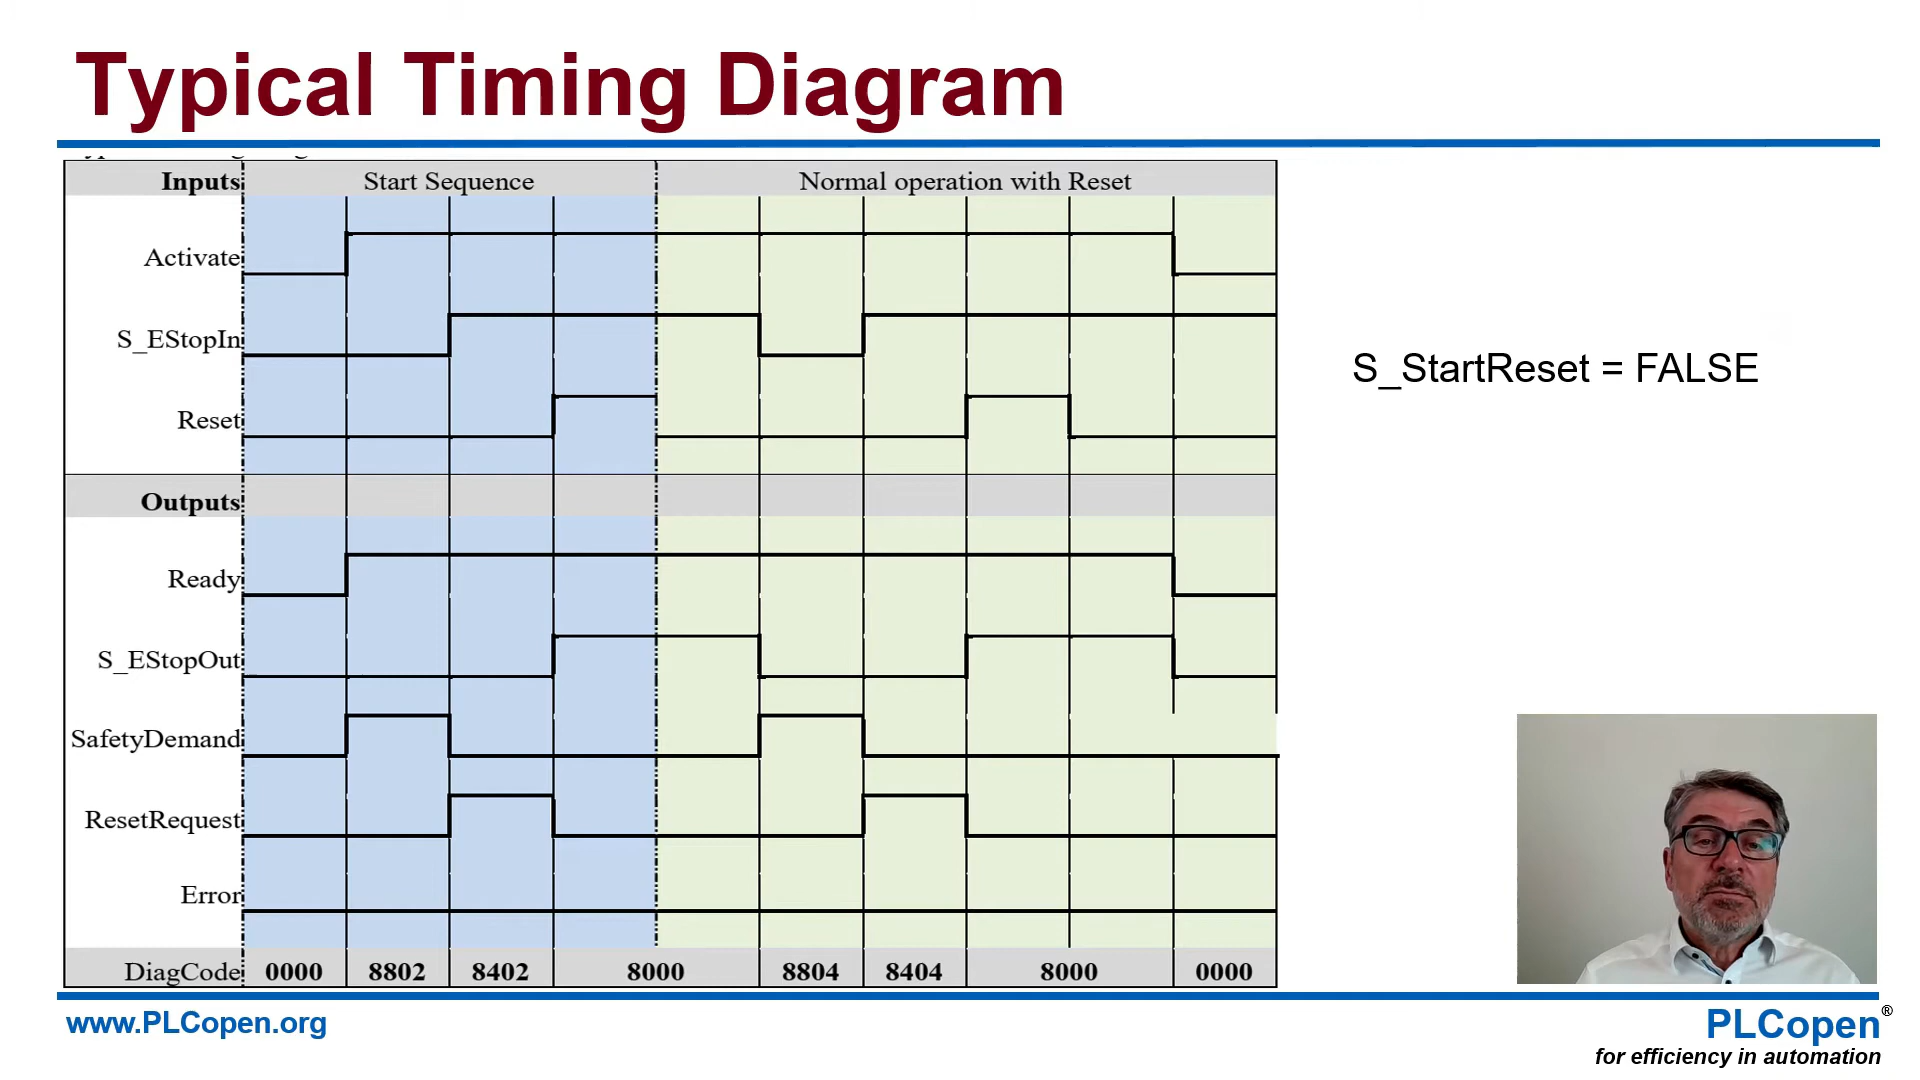 Typical Timing Diagram
Inputs Start Sequence Normal operation with Reset
Activate
S_EStopIn
S_StartReset = FALSE
Reset
Outputs
Ready
S_EStopOut
SafetyDemand
ResetRequest
Error
DiagCode 0000 8802 8402 8000 8804 8404 8000 0000
www.PLCopen.org
PLCopen®
for efficiency in automation